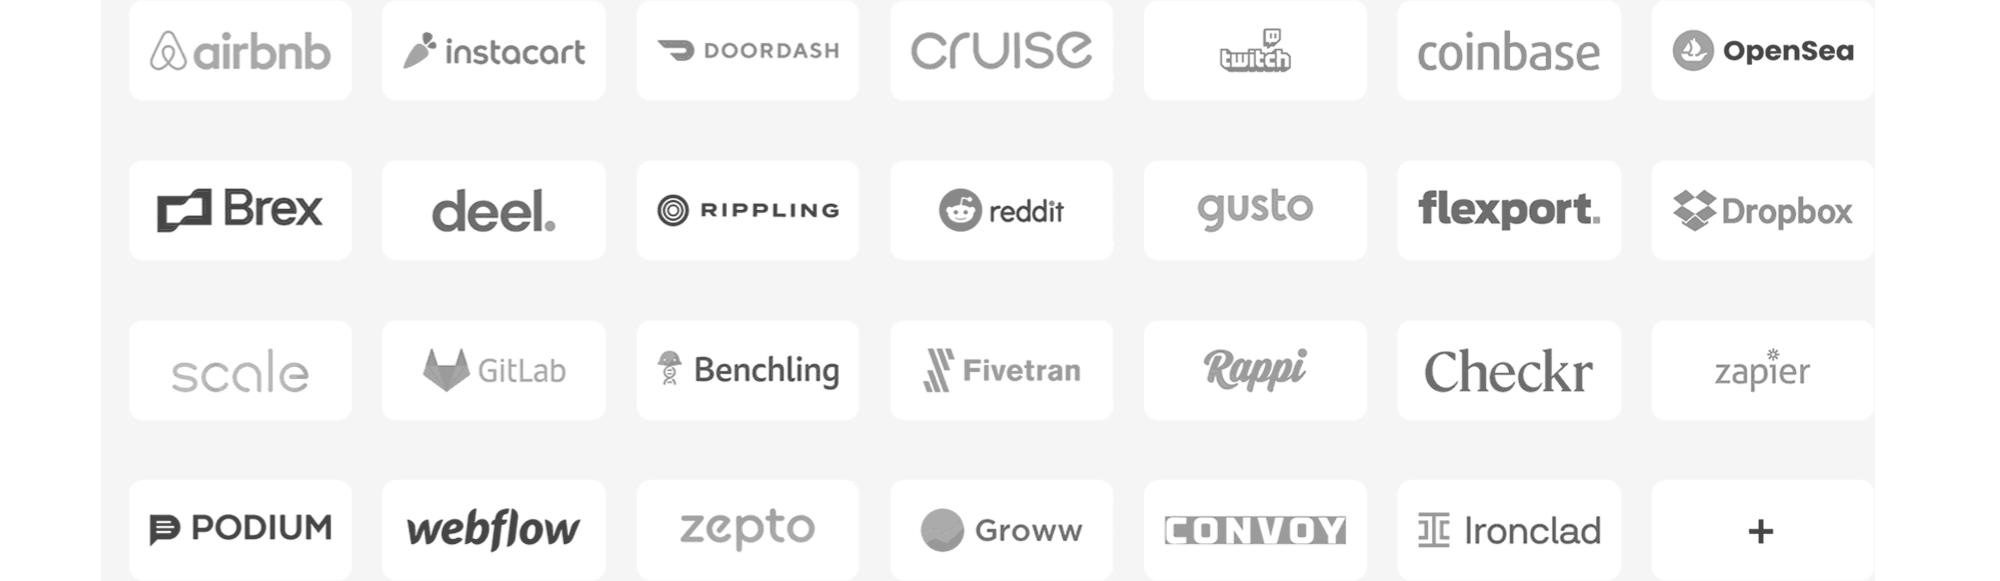 airbnb
instacart
DOORDASH
cruise
twitch
coinbase
OpenSea
Brex
deel.
RIPPLING
reddit
gusto
flexport.
Dropbox
scale
GitLab
Benchling
Fivetran
Rappi
Checkr
zapier
PODIUM
webflow
zepto
Groww
CONVOY
Ironclad
+